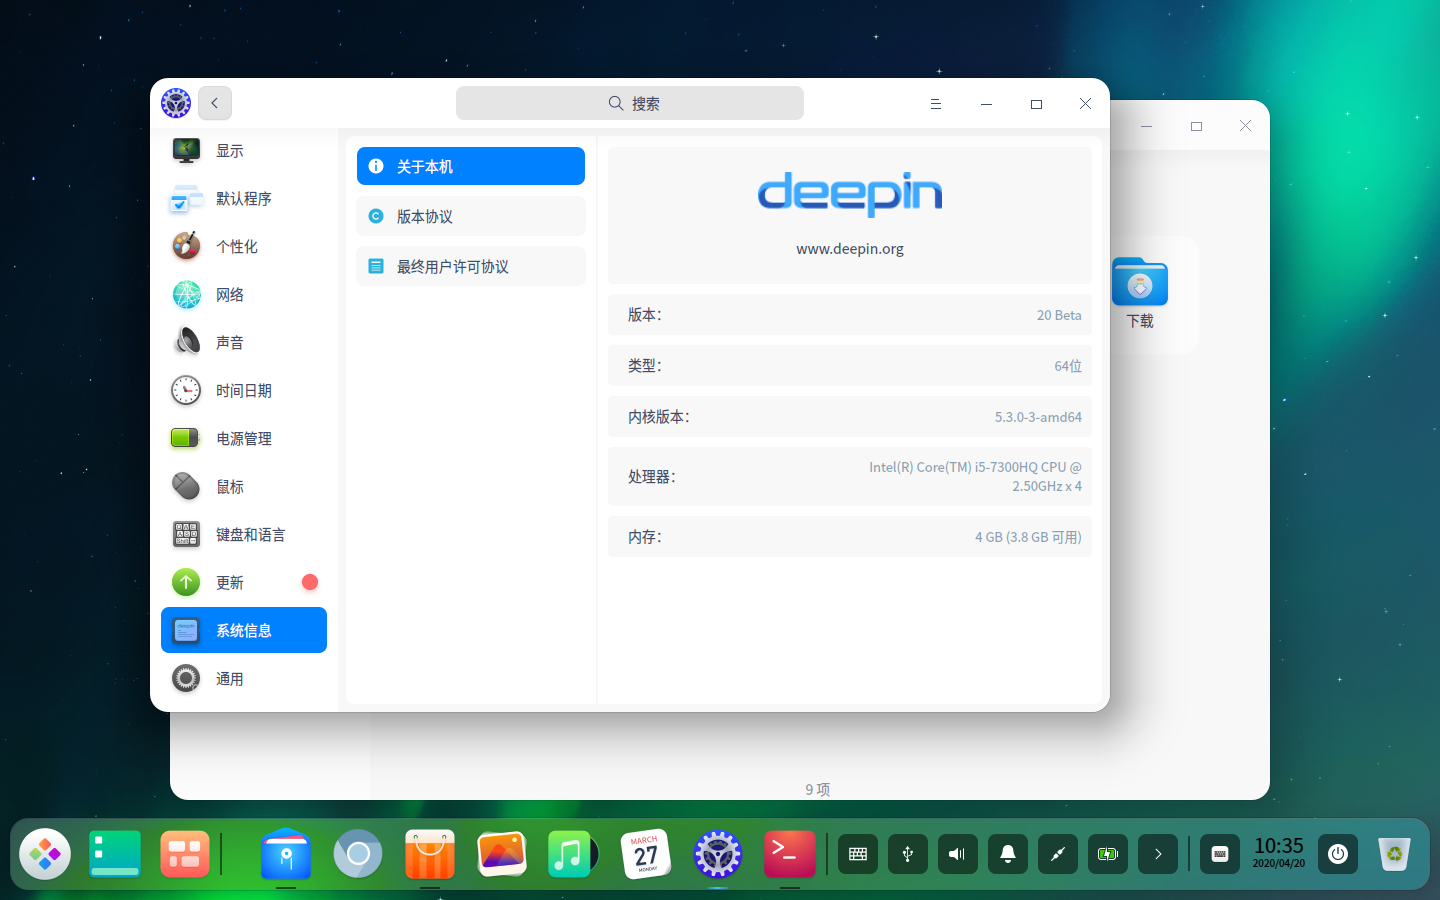 搜索
显示
默认程序
个性化
网络
声音
时间日期
电源管理
鼠标
键盘和语言
更新
系统信息
通用
关于本机
版本协议
最终用户许可协议
deepin
www.deepin.org
版本： 20 Beta
类型： 64位
内核版本： 5.3.0-3-amd64
处理器： Intel(R) Core(TM) i5-7300HQ CPU @
2.50GHz x 4
内存： 4 GB (3.8 GB 可用)
下载
9 项
MARCH
27
MONDAY
10:35
2020/04/20